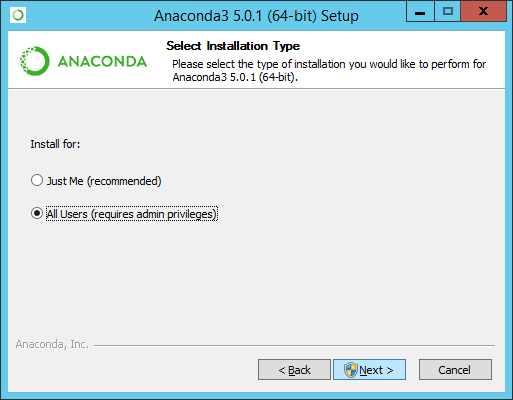 Anaconda3 5.0.1 (64-bit) Setup
ANACONDA
Select Installation Type
Please select the type of installation you would like to perform for
Anaconda3 5.0.1 (64-bit).
Install for:
Just Me (recommended)
All Users (requires admin privileges)
Anaconda, Inc.
< Back
Next >
Cancel